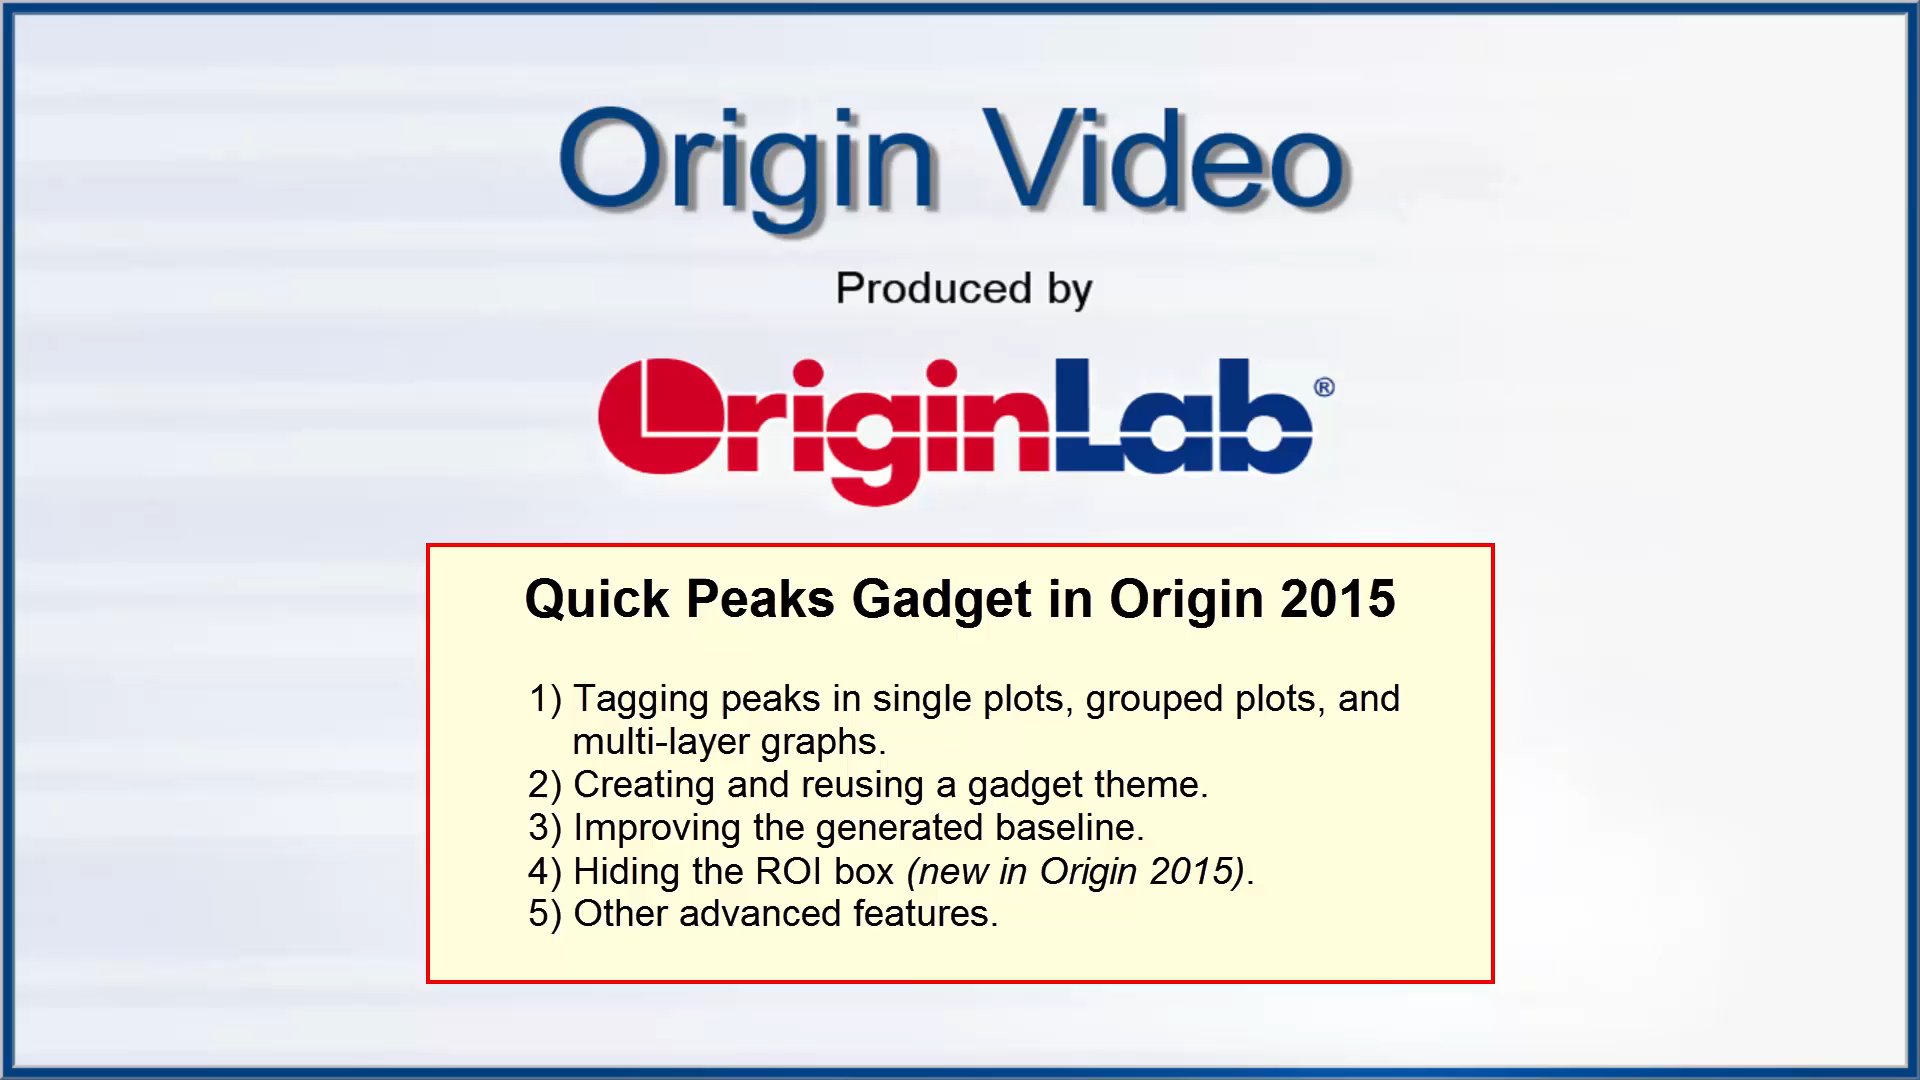 Origin Video
Produced by
OriginLab®
Quick Peaks Gadget in Origin 2015
1) Tagging peaks in single plots, grouped plots, and
multi-layer graphs.
2) Creating and reusing a gadget theme.
3) Improving the generated baseline.
4) Hiding the ROI box (new in Origin 2015).
5) Other advanced features.